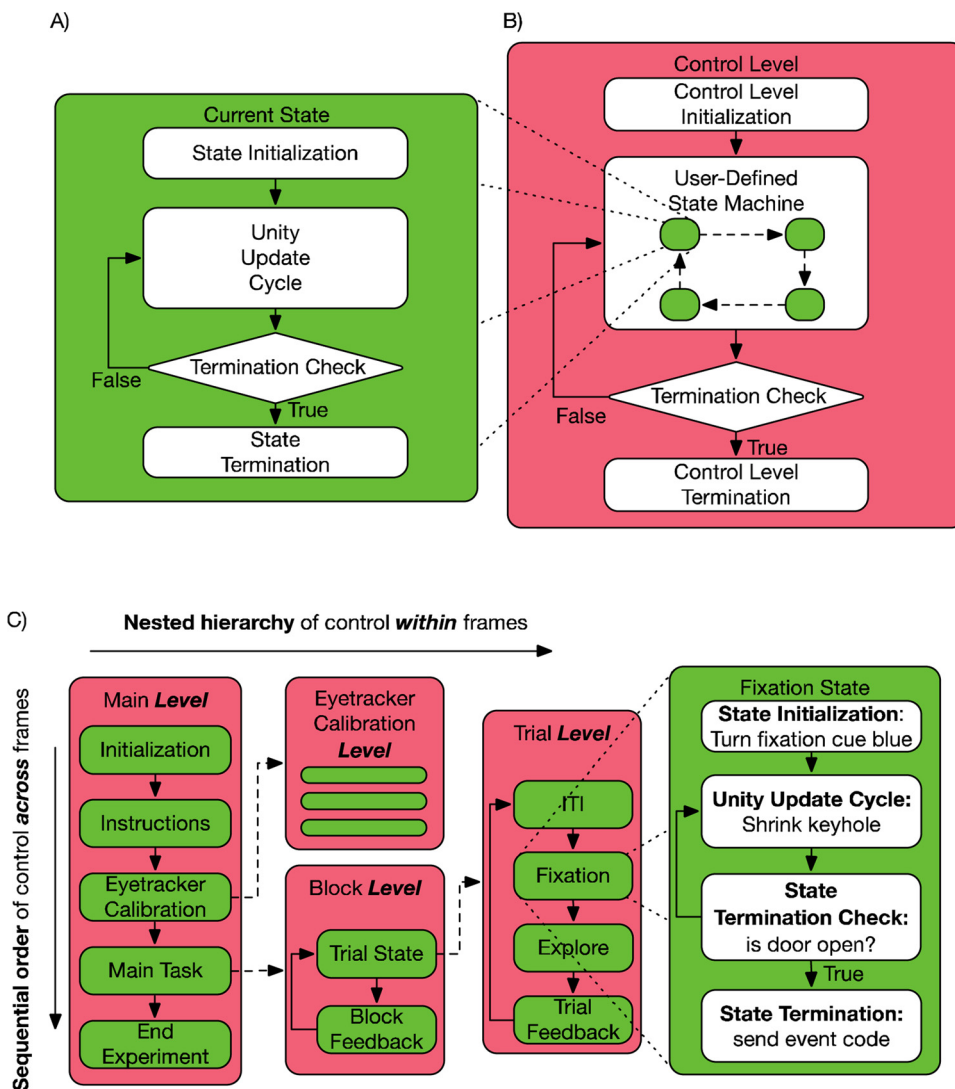 A)
Current State
State Initialization
Unity
Update
Cycle
Termination Check
False
True
State
Termination
B)
Control Level
Control Level
Initialization
User-Defined
State Machine
Termination Check
False
True
Control Level
Termination
C)
Nested hierarchy of control within frames
Sequential order of control across frames
Main Level
Initialization
Instructions
Eyetracker
Calibration
Main Task
End
Experiment
Eyetracker
Calibration
Level
Block Level
Trial State
Block
Feedback
Trial Level
ITI
Fixation
Explore
Trial
Feedback
Fixation State
State Initialization:
Turn fixation cue blue
Unity Update Cycle:
Shrink keyhole
State
Termination Check:
is door open?
True
State Termination:
send event code